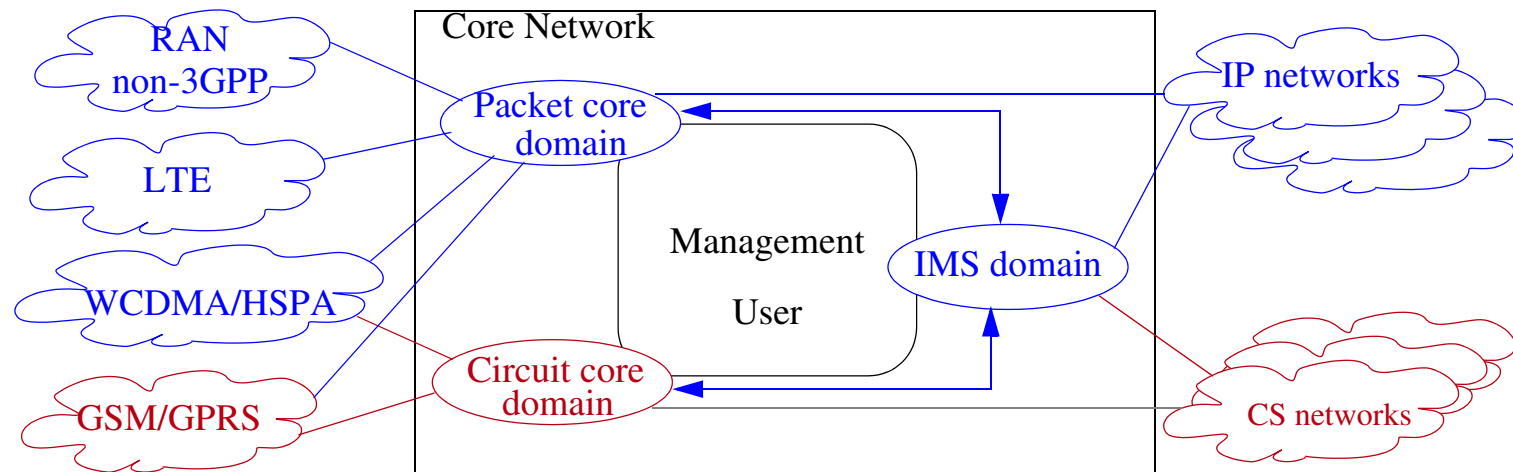 Core Network
RAN
non-3GPP
IP networks
Packet core
domain
LTE
Management
IMS domain
WCDMA/HSPA
User
Circuit core
domain
GSM/GPRS
CS networks